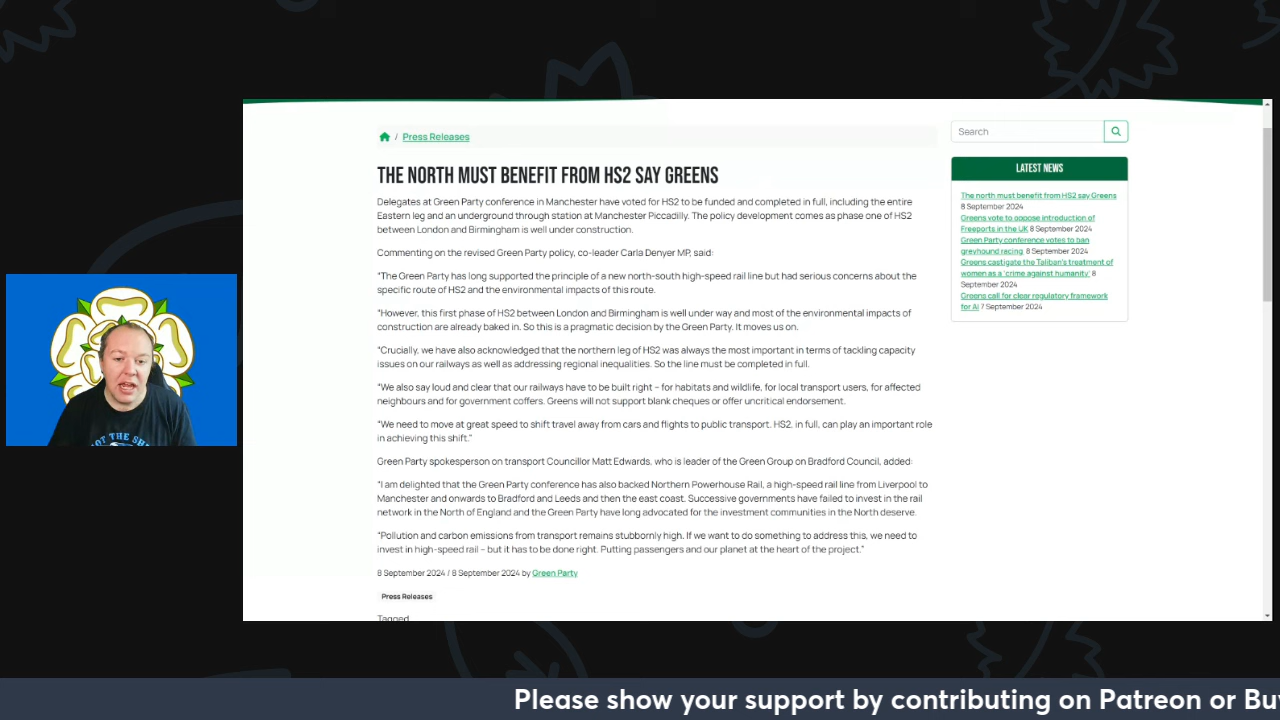 / Press Releases
THE NORTH MUST BENEFIT FROM HS2 SAY GREENS
Delegates at Green Party conference in Manchester have voted for HS2 to be funded and completed in full, including the entire
Eastern leg and an underground through station at Manchester Piccadilly. The policy development comes as phase one of HS2
between London and Birmingham is well under construction.
Commenting on the revised Green Party policy, co-leader Carla Denyer MP, said:
“The Green Party has long supported the principle of a new north-south high-speed rail line but had serious concerns about the
specific route of HS2 and the environmental impacts of this route.
“However, this first phase of HS2 between London and Birmingham is well under way and most of the environmental impacts of
construction are already baked in. So this is a pragmatic decision by the Green Party. It moves us on.
“Crucially, we have also acknowledged that the northern leg of HS2 was always the most important in terms of tackling capacity
issues on our railways as well as addressing regional inequalities. So the line must be completed in full.
“We also say loud and clear that our railways have to be built right – for habitats and wildlife, for local transport users, for affected
neighbours and for government coffers. Greens will not support blank cheques or offer uncritical endorsement.
“We need to move at great speed to shift travel away from cars and flights to public transport. HS2, in full, can play an important role
in achieving this shift.”
Green Party spokesperson on transport Councillor Matt Edwards, who is leader of the Green Group on Bradford Council, added:
“I am delighted that the Green Party conference has also backed Northern Powerhouse Rail, a high-speed rail line from Liverpool to
Manchester and onwards to Bradford and Leeds and then the east coast. Successive governments have failed to invest in the rail
network in the North of England and the Green Party have long advocated for the investment communities in the North deserve.
“Pollution and carbon emissions from transport remains stubbornly high. If we want to do something to address this, we need to
invest in high-speed rail – but it has to be done right. Putting passengers and our planet at the heart of the project.”
8 September 2024 / 8 September 2024 by Green Party
Press Releases
Tagged
Search
LATEST NEWS
The north must benefit from HS2 say Greens
8 September 2024
Greens vote to oppose introduction of
Freeports in the UK 8 September 2024
Green Party conference votes to ban
greyhound racing 8 September 2024
Greens castigate the Taliban's treatment of
women as a 'crime against humanity' 8
September 2024
Greens call for clear regulatory framework
for AI 7 September 2024
Please show your support by contributing on Patreon or